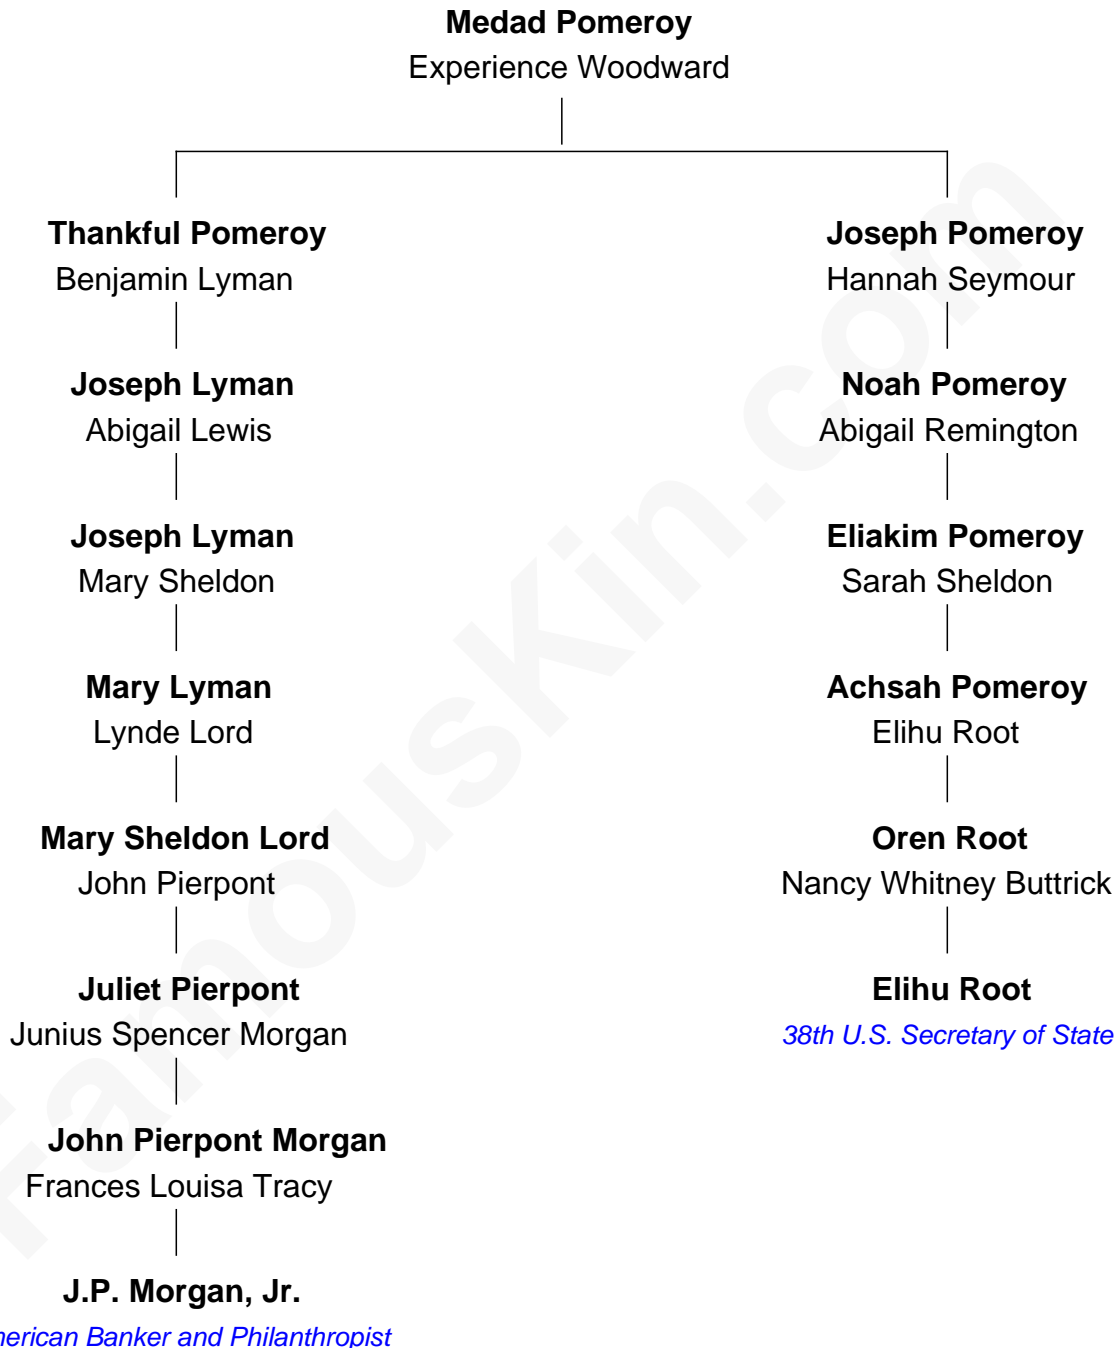 Medad Pomeroy
Experience Woodward
Thankful Pomeroy
Benjamin Lyman
Joseph Lyman
Abigail Lewis
Joseph Lyman
Mary Sheldon
Mary Lyman
Lynde Lord
Mary Sheldon Lord
John Pierpont
Juliet Pierpont
Junius Spencer Morgan
John Pierpont Morgan
Frances Louisa Tracy
J.P. Morgan, Jr.
merican Banker and Philanthropist
Joseph Pomeroy
Hannah Seymour
Noah Pomeroy
Abigail Remington
Eliakim Pomeroy
Sarah Sheldon
Achsah Pomeroy
Elihu Root
Oren Root
Nancy Whitney Buttrick
Elihu Root
38th U.S. Secretary of State
FamousKin.com